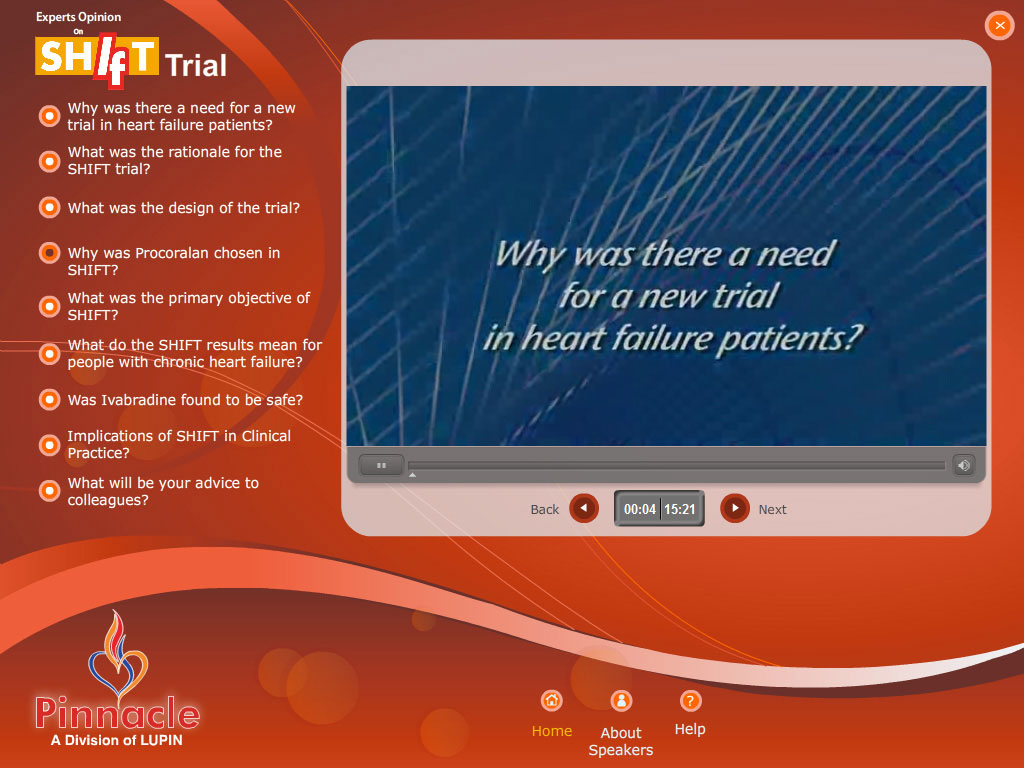 Experts Opinion
On
SHIfT Trial
Why was there a need for a new
trial in heart failure patients?
What was the rationale for the
SHIFT trial?
What was the design of the trial?
Why was Procoralan chosen in
SHIFT?
What was the primary objective of
SHIFT?
What do the SHIFT results mean for
people with chronic heart failure?
Was Ivabradine found to be safe?
Implications of SHIFT in Clinical
Practice?
What will be your advice to
colleagues?
Why was there a need
for a new trial
in heart failure patients?
Back 00:04 15:21 Next
Pinnacle
A Division of LUPIN
Home
About
Speakers
?
Help